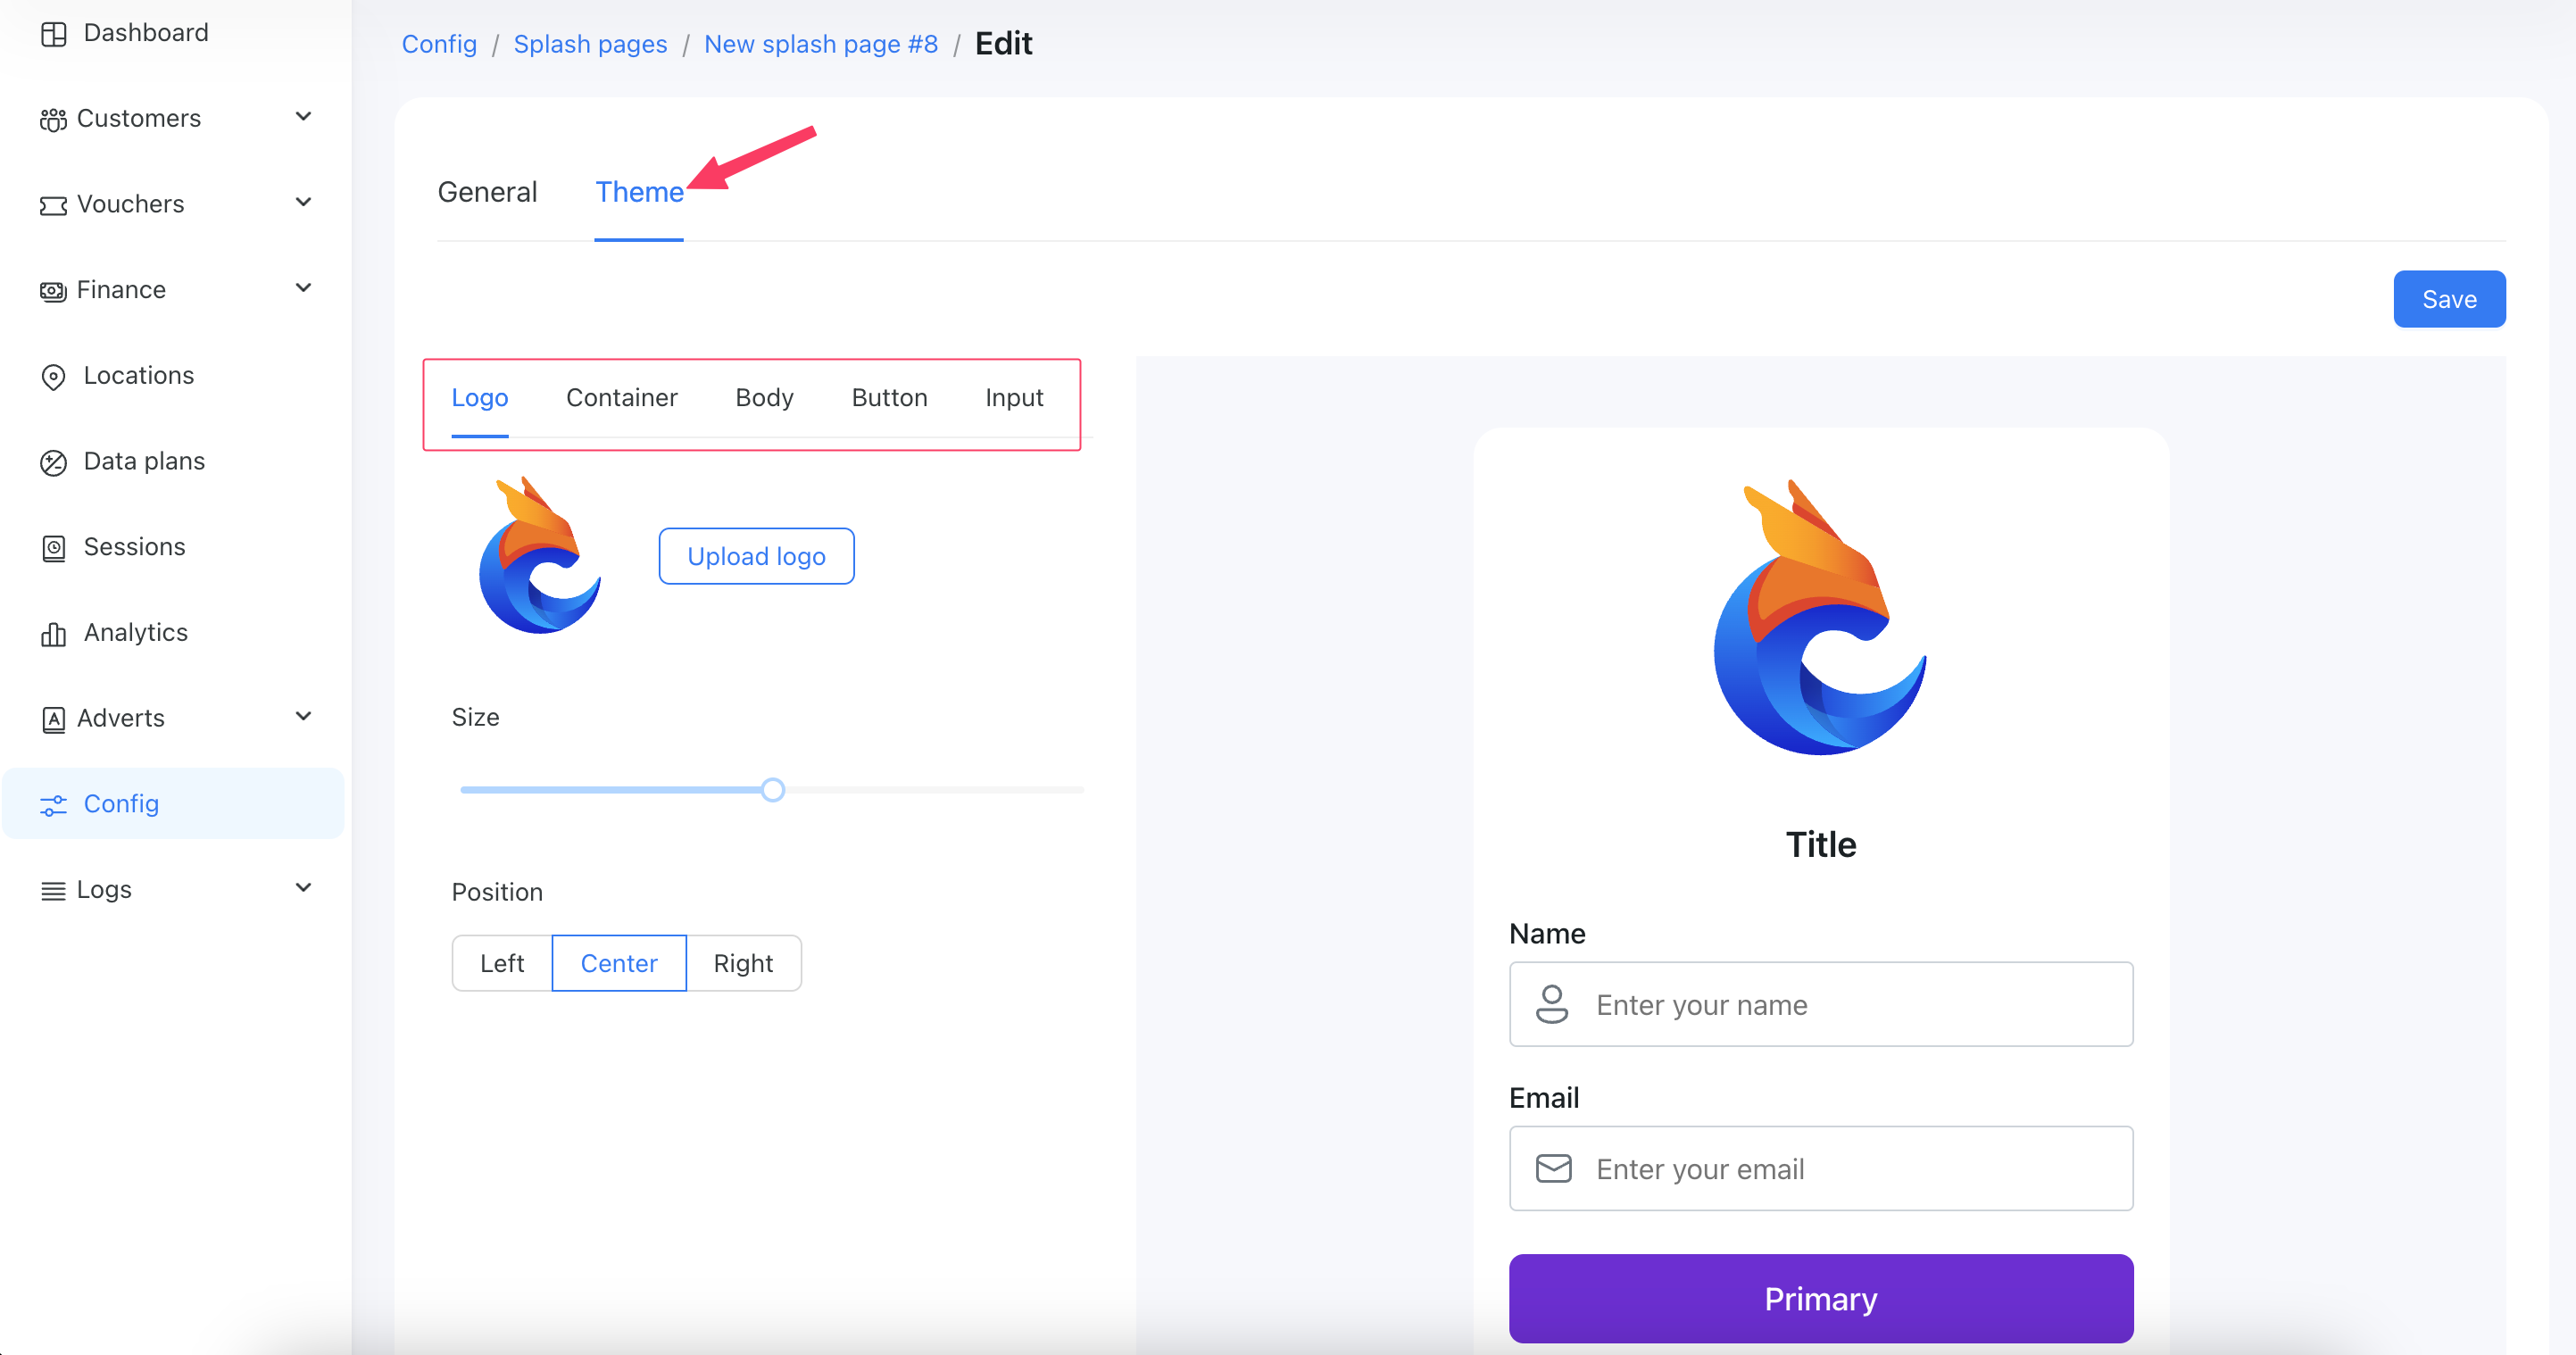 Dashboard
Customers
Vouchers
Finance
Locations
Data plans
Sessions
Analytics
Adverts
Config
Logs
Config / Splash pages / New splash page #8 / Edit
General Theme
Save
Logo Container Body Button Input
Upload logo
Size
Position
Left Center Right
Title
Name
Enter your name
Email
Enter your email
Primary